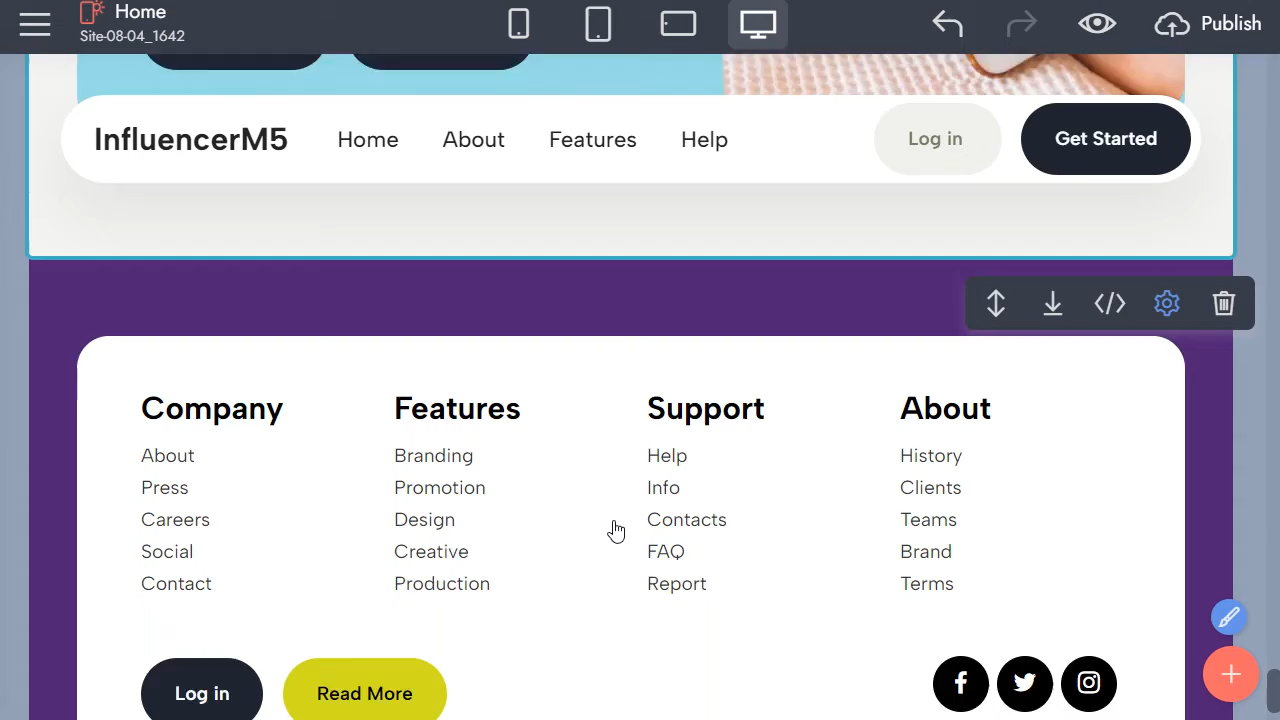 Home
Site-08-04_1642
Publish
InfluencerM5 Home About Features Help Log in Get Started
Company Features Support About
About Branding Help History
Press Promotion Info Clients
Careers Design Contacts Teams
Social Creative FAQ Brand
Contact Production Report Terms
Log in Read More